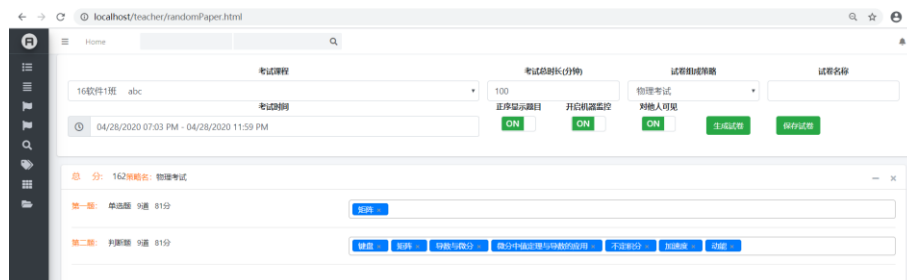 localhost/teacher/randomPaper.html
Home
考试课程 考试总时长(分钟) 试卷组成策略 试卷名称
16软件1班 abc 100 物理考试
考试时间 正序显示题目 开启机器监控 对他人可见
04/28/2020 07:03 PM - 04/28/2020 11:59 PM ON ON ON 生成试卷 保存试卷
总 分: 162策略名: 物理考试
第一题: 单选题 9道 81分 矩阵 ×
第二题: 判断题 9道 81分 键盘 × 矩阵 × 导数与微分 × 微分中值定理与导数的应用 × 不定积分 × 加速度 × 动能 ×